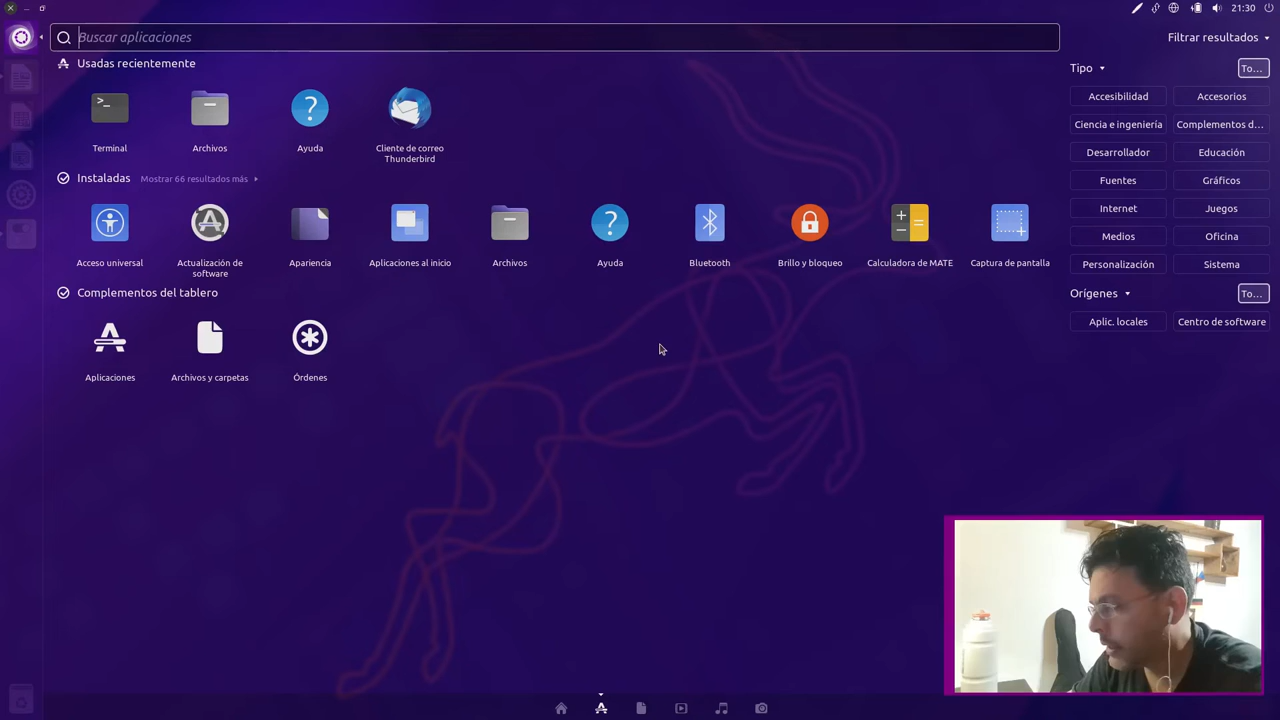 21:30
Buscar aplicaciones
Filtrar resultados
Usadas recientemente
Terminal
Archivos
Ayuda
Cliente de correo
Thunderbird
Instaladas
Mostrar 66 resultados más
Acceso universal
Actualización de
software
Apariencia
Aplicaciones al inicio
Archivos
Ayuda
Bluetooth
Brillo y bloqueo
Calculadora de MATE
Captura de pantalla
Complementos del tablero
Aplicaciones
Archivos y carpetas
Órdenes
Tipo
To...
Accesibilidad
Accesorios
Ciencia e ingeniería
Complementos d...
Desarrollador
Educación
Fuentes
Gráficos
Internet
Juegos
Medios
Oficina
Personalización
Sistema
Orígenes
To...
Aplic. locales
Centro de software